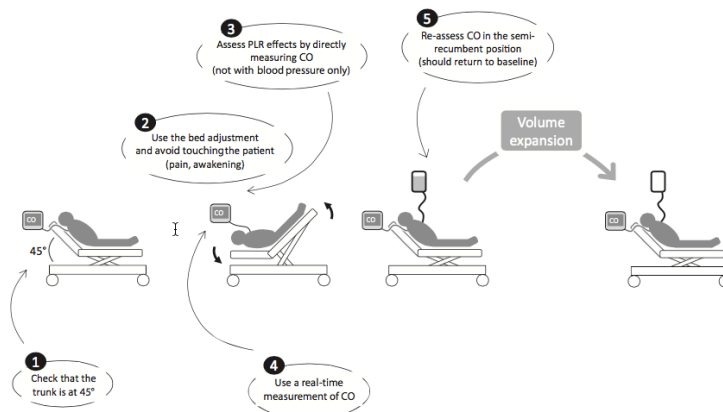 3
Assess PLR effects by directly
measuring CO
(not with blood pressure only)
5
Re-assess CO in the semi-
recumbent position
(should return to baseline)
2
Use the bed adjustment
and avoid touching the patient
(pain, awakening)
Volume
expansion
CO
45°
CO
CO
CO
1
Check that the
trunk is at 45°
4
Use a real-time
measurement of CO